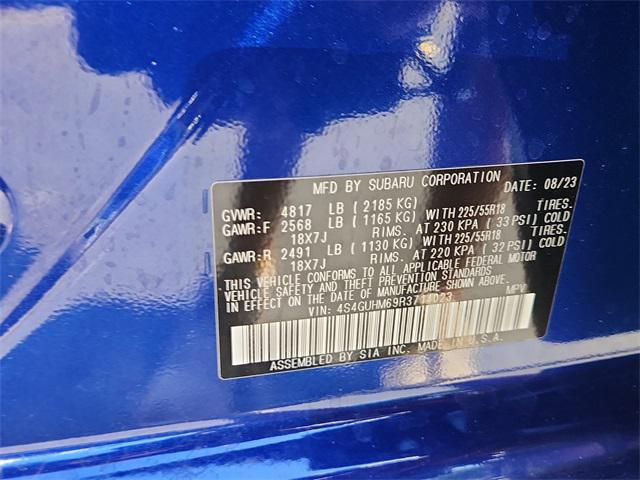 MFD BY SUBARU CORPORATION DATE: 08/23
GVWR: 4817 LB ( 2185 KG)
GAWR:F 2568 LB ( 1165 KG) WITH 225/55R18 TIRES.
18X7J RIMS. AT 230 KPA ( 33 PSI) COLD
GAWR:R 2491 LB ( 1130 KG) WITH 225/55R18 TIRES.
18X7J RIMS. AT 220 KPA ( 32 PSI) COLD
THIS VEHICLE CONFORMS TO ALL APPLICABLE FEDERAL MOTOR
VEHICLE SAFETY AND THEFT PREVENTION STANDARDS
IN EFFECT ON THE DATE OF MANUFACTURE SHOWN ABOVE.
VIN: 4S4GUHM69R3714023 MPV
ASSEMBLED BY SIA INC. MADE IN U.S.A.